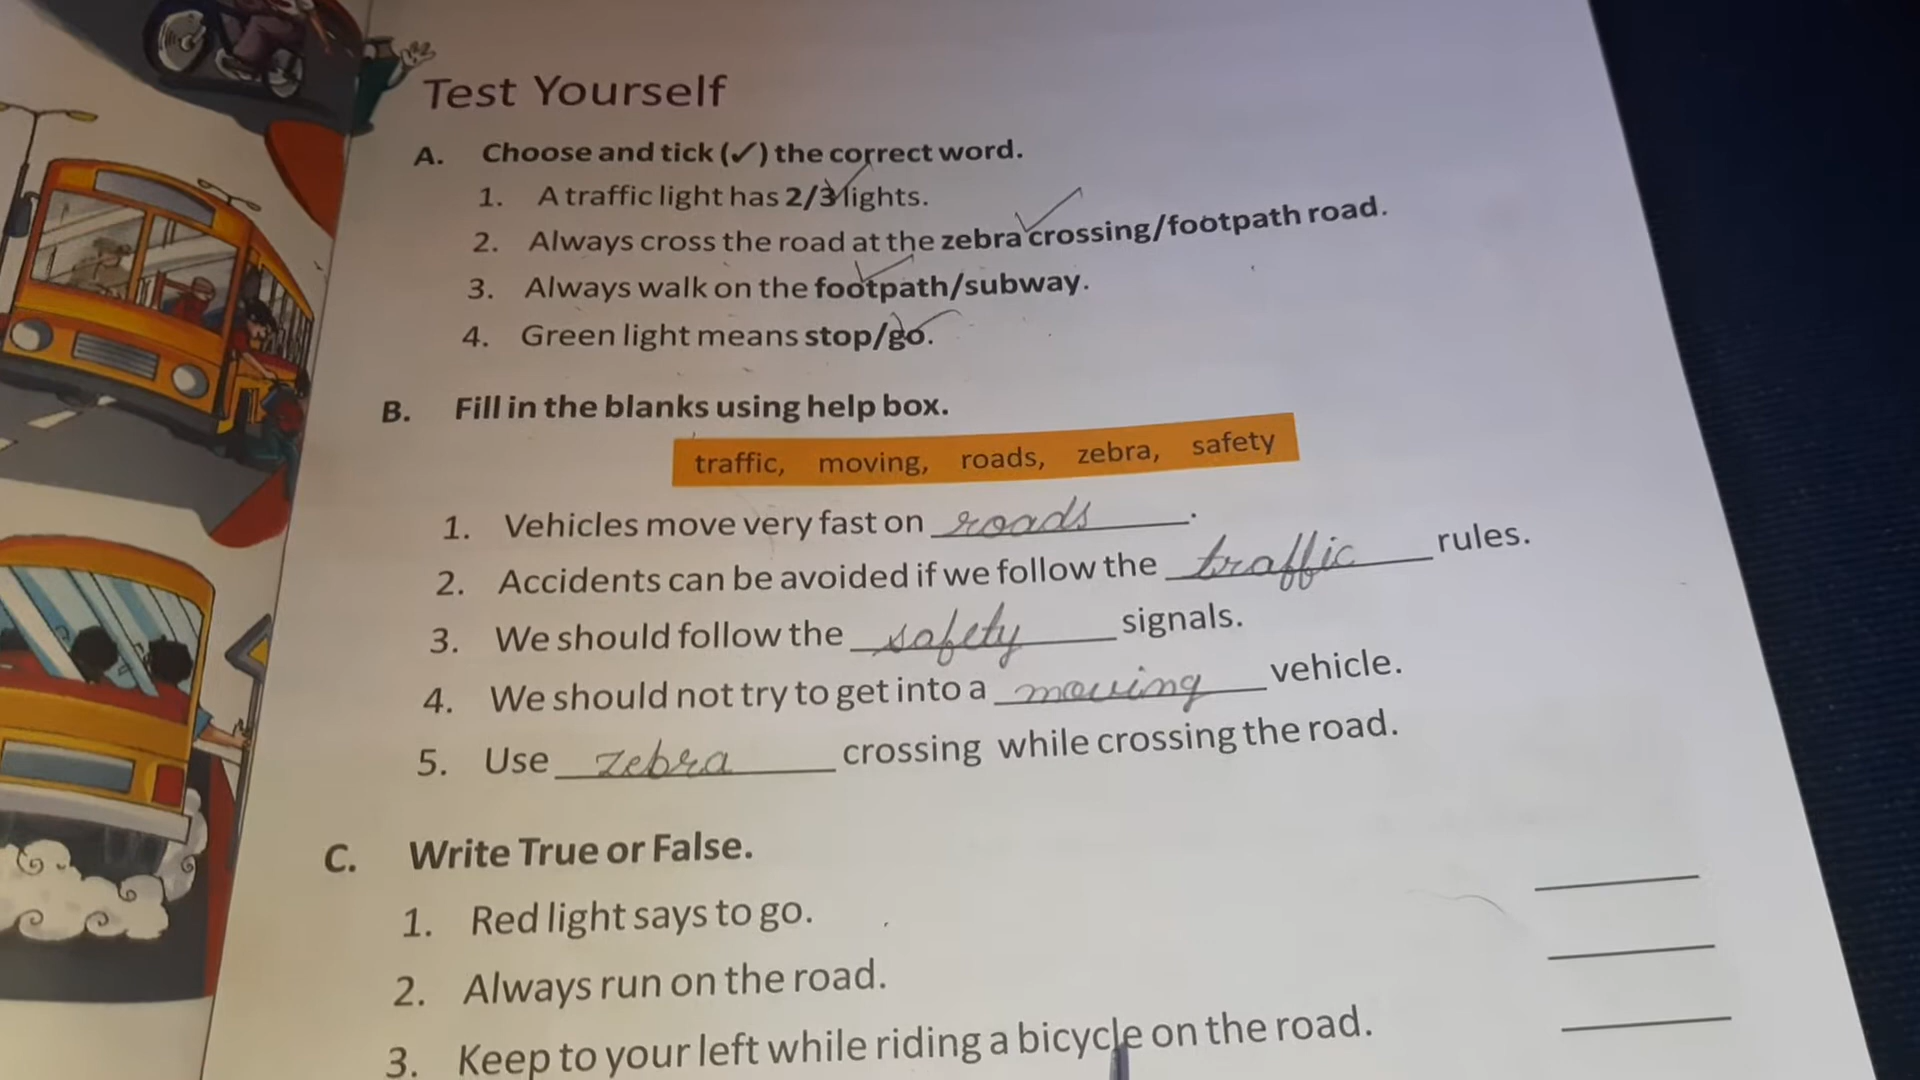 Test Yourself
A. Choose and tick (✓) the correct word.
1. A traffic light has 2/3 lights.
2. Always cross the road at the zebra crossing/footpath road.
3. Always walk on the footpath/subway.
4. Green light means stop/go.
B. Fill in the blanks using help box.
traffic, moving, roads, zebra, safety
1. Vehicles move very fast on roads.
2. Accidents can be avoided if we follow the traffic rules.
3. We should follow the safety signals.
4. We should not try to get into a moving vehicle.
5. Use zebra crossing while crossing the road.
C. Write True or False.
1. Red light says to go.
2. Always run on the road.
3. Keep to your left while riding a bicycle on the road.